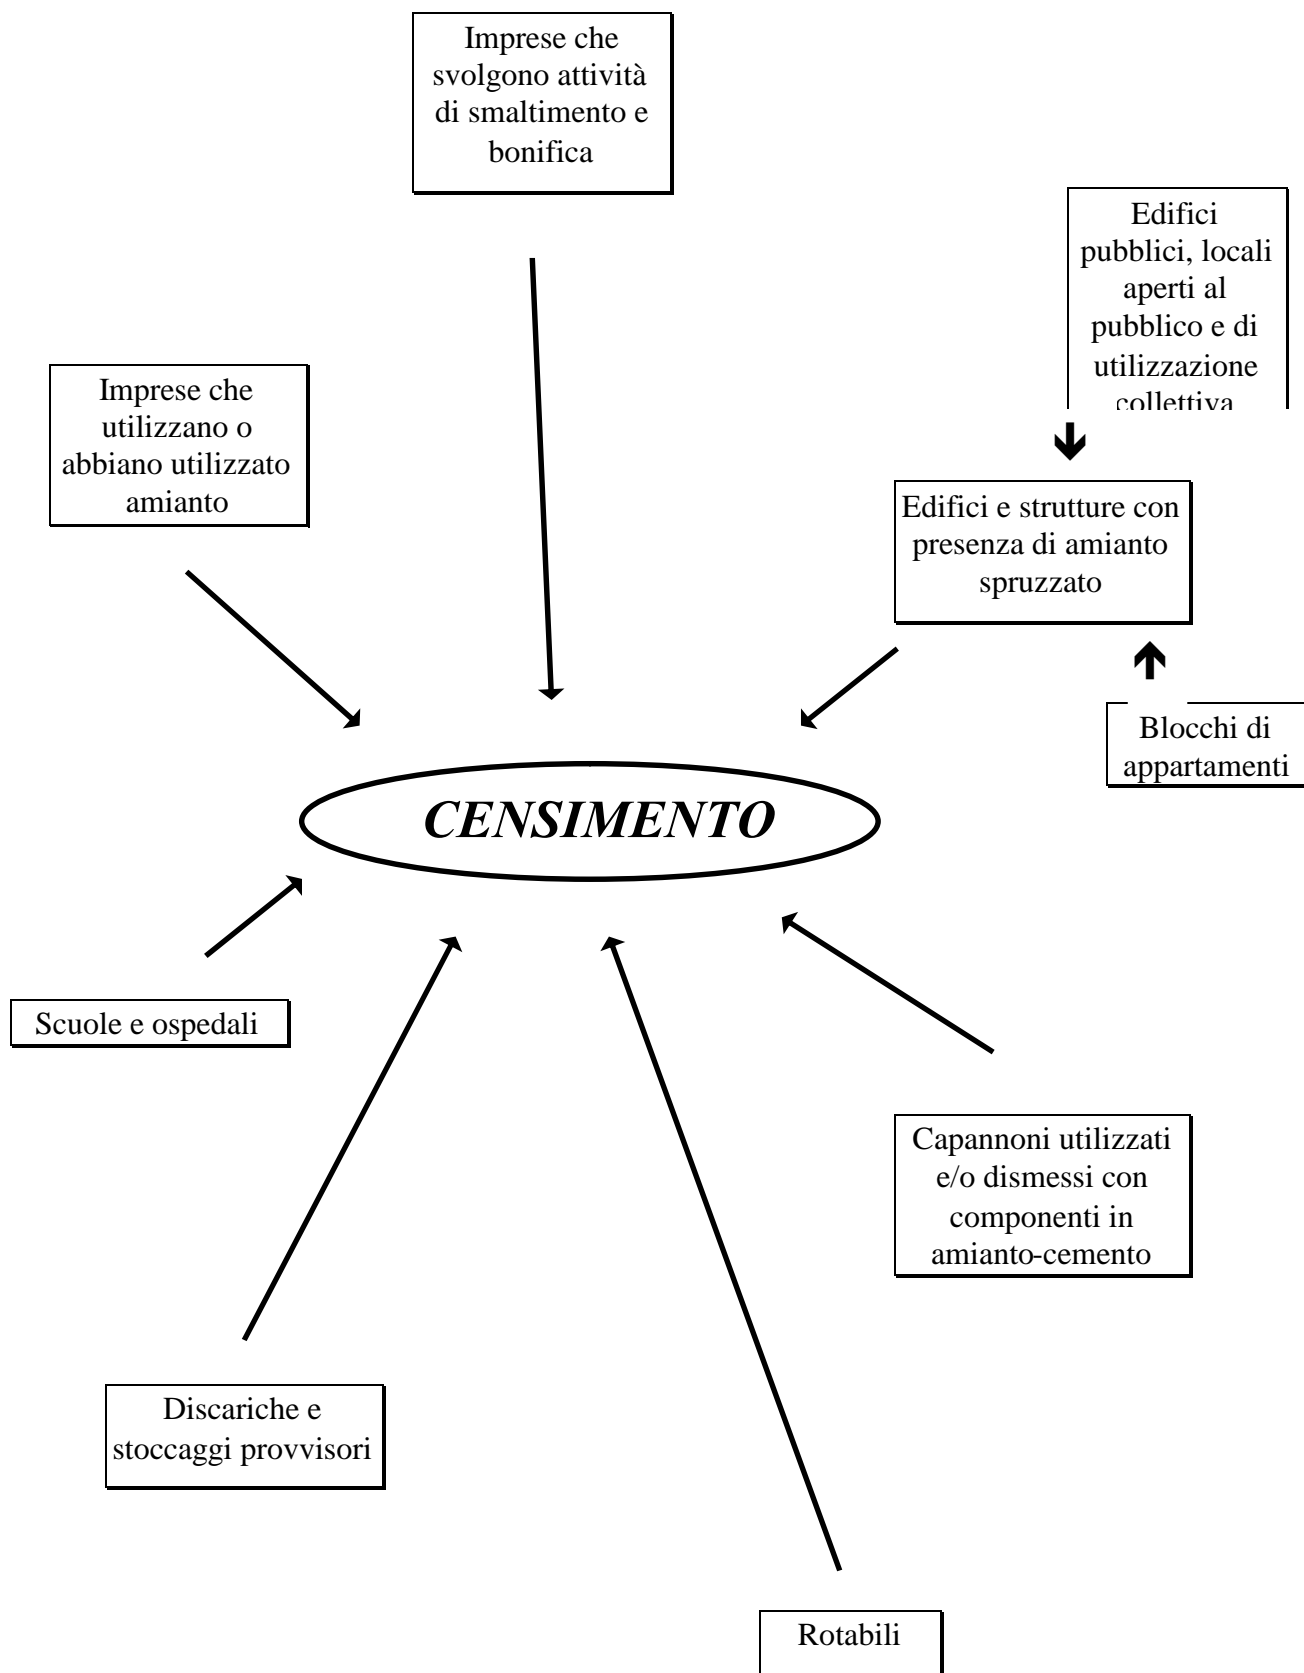 Imprese che
svolgono attività
di smaltimento e
bonifica
Edifici
pubblici, locali
aperti al
pubblico e di
utilizzazione
collettiva
Imprese che
utilizzano o
abbiano utilizzato
amianto
Edifici e strutture con
presenza di amianto
spruzzato
Blocchi di
appartamenti
CENSIMENTO
Scuole e ospedali
Capannoni utilizzati
e/o dismessi con
componenti in
amianto-cemento
Discariche e
stoccaggi provvisori
Rotabili